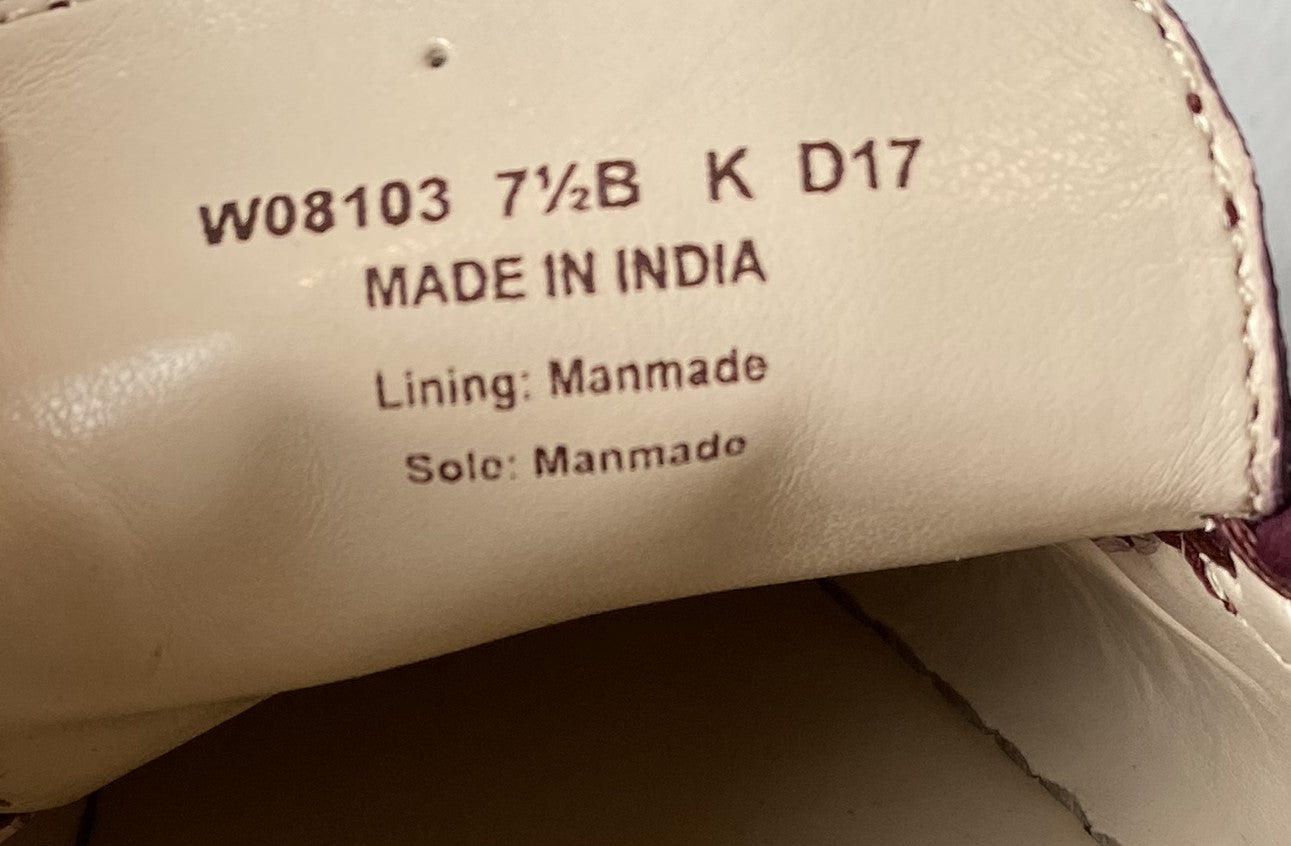 W08103 7½B K D17
MADE IN INDIA
Lining: Manmade
Sole: Manmade